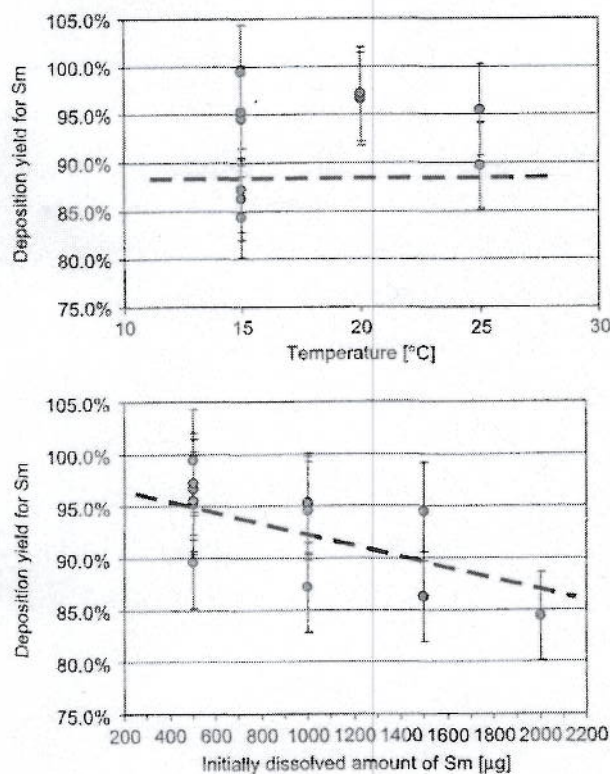 105.0%
100.0%
95.0%
90.0%
85.0%
80.0%
75.0%
Deposition yield for Sm
10 15 20 25 30
Temperature [°C]
105.0%
100.0%
95.0%
90.0%
85.0%
80.0%
75.0%
Deposition yield for Sm
200 400 600 800 1000 1200 1400 1600 1800 2000 2200
Initially dissolved amount of Sm [µg]